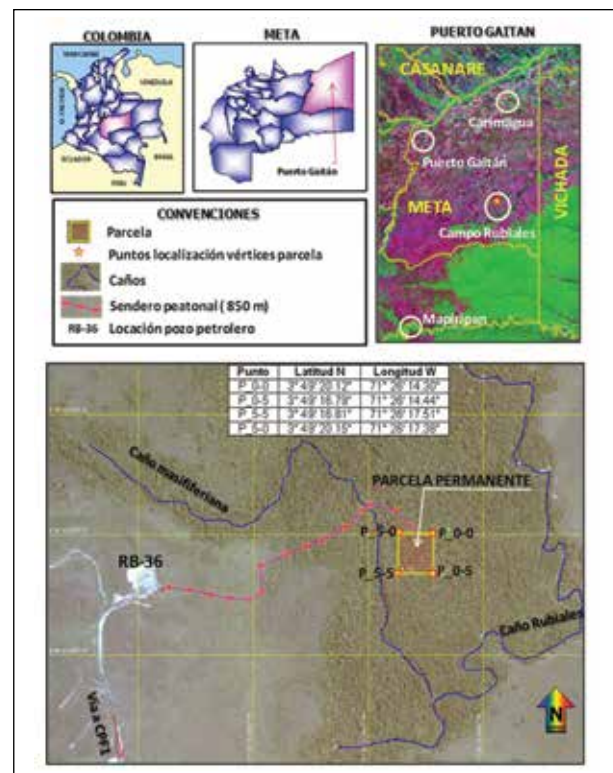 COLOMBIA
META
PUERTO GAITAN
VENEZUELA
ECUADOR
BRASIL
PERU
Puerto Gaitán
CASANARE
Carimagua
Puerto Gaitán
META
VICHADA
Campo Rubiales
Mapiripan
CONVENCIONES
Parcela
Puntos localización vértices parcela
Caños
Sendero peatonal ( 850 m)
RB-36 Locación pozo petrolero
Punto Latitud N Longitud W
P_0-0
P_0-5
P_5-5
P_5-0
Caño masififeriana
PARCELA PERMANENTE
P_5-0
P_0-0
RB-36
P_5-5
P_0-5
Caño Rubiales
Via a CPF1
N